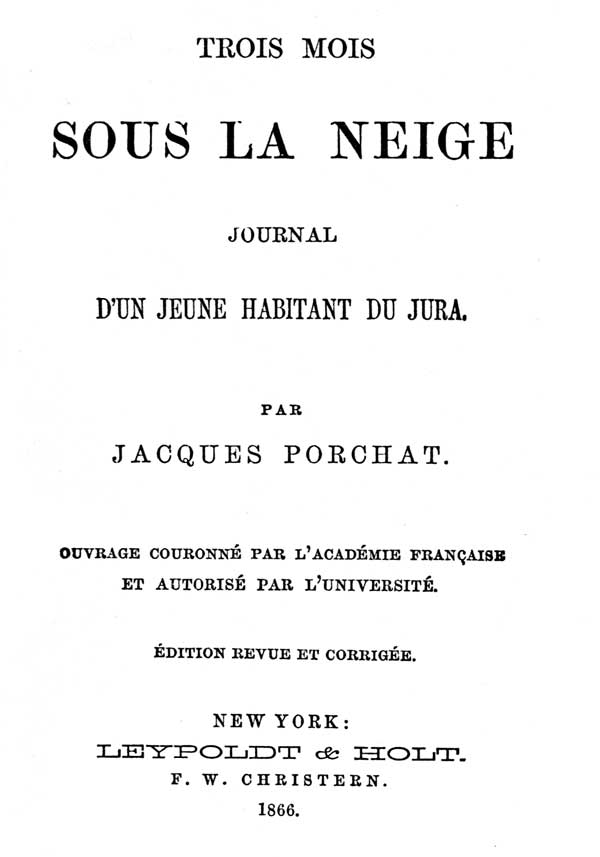 TROIS MOIS
SOUS LA NEIGE
JOURNAL
D'UN JEUNE HABITANT DU JURA.
PAR
JACQUES PORCHAT.
OUVRAGE COURONNÉ PAR L'ACADÉMIE FRANÇAISE
ET AUTORISÉ PAR L'UNIVERSITÉ.
ÉDITION REVUE ET CORRIGÉE.
NEW YORK:
LEYPOLDT & HOLT.
F. W. CHRISTERN.
1866.